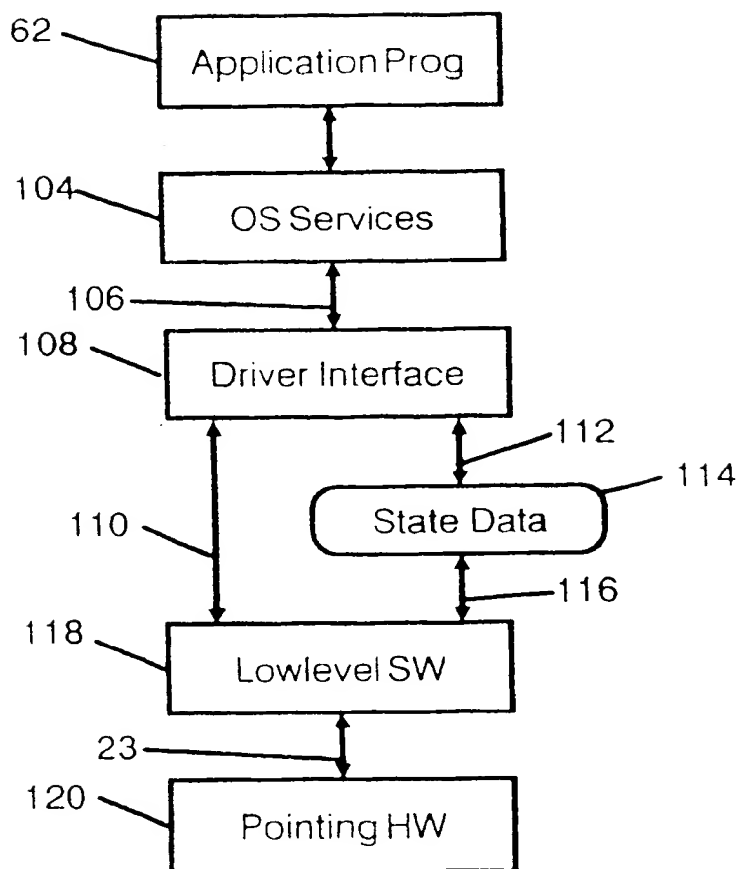 62
Application Prog
104
OS Services
106
108
Driver Interface
112
114
State Data
110
116
118
Lowlevel SW
23
120
Pointing HW